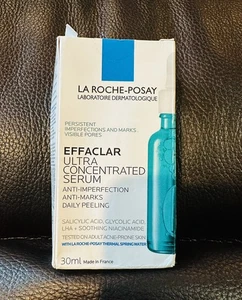 LA ROCHE-POSAY
LABORATOIRE DERMATOLOGIQUE
PERSISTENT
IMPERFECTIONS AND MARKS
VISIBLE PORES
EFFACLAR
ULTRA
CONCENTRATED
SERUM
ANTI-IMPERFECTION
ANTI-MARKS
DAILY PEELING
SALICYLIC ACID, GLYCOLIC ACID,
LHA + SOOTHING NIACINAMIDE
TESTED ON ADULT ACNE-PRONE SKIN
WITH LA ROCHE-POSAY THERMAL SPRING WATER
30ml Made in France